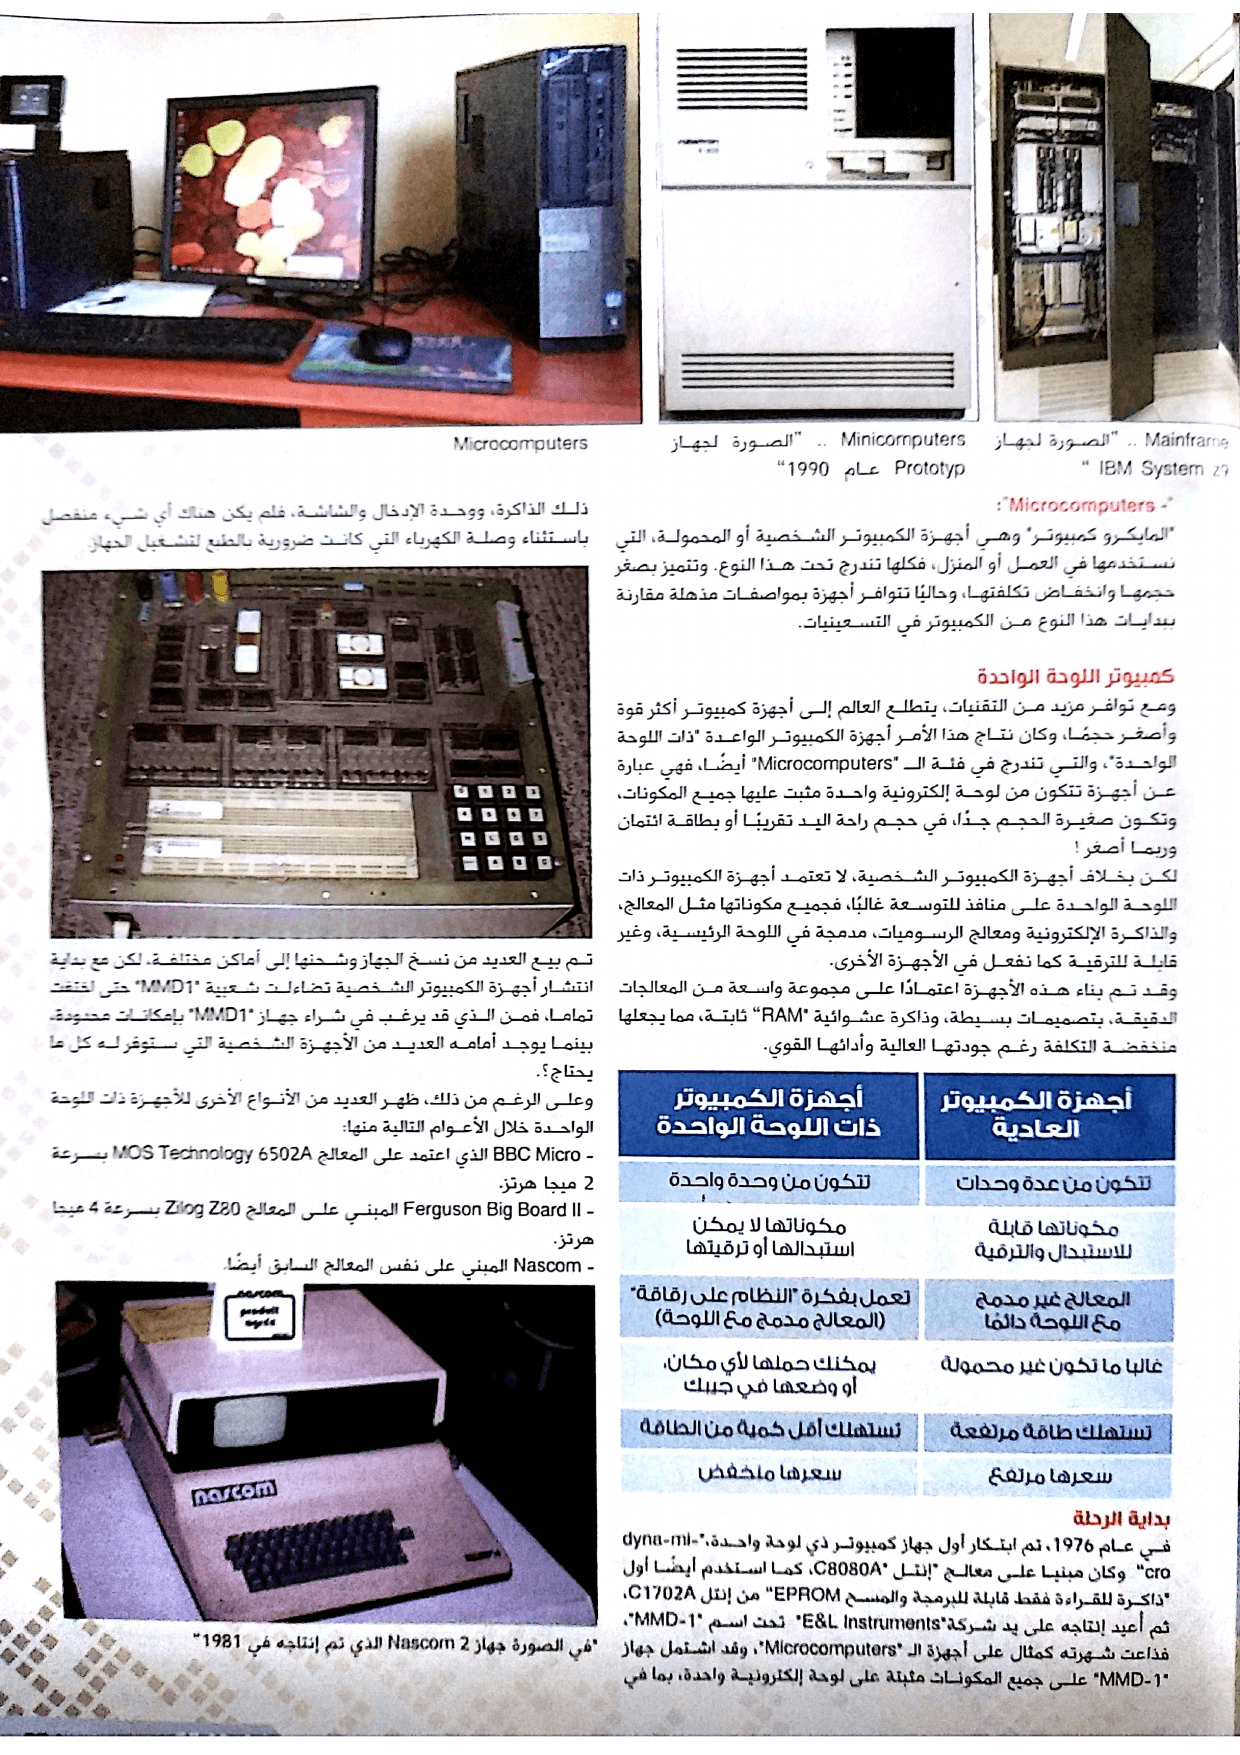 Mainframe .. "الصورة لجهاز
IBM System z9 "
Minicomputers .. "الصورة لجهاز
Prototyp عام 1990"
Microcomputers
"- Microcomputers":
"المايكرو كمبيوتر" وهي أجهزة الكمبيوتر الشخصية أو المحمولة، التي
نستخدمها في العمل أو المنزل، فكلها تندرج تحت هذا النوع. وتتميز بصغر
حجمها وانخفاض تكلفتها، وحاليًا تتوافر أجهزة بمواصفات مذهلة مقارنة
ببدايات هذا النوع من الكمبيوتر في التسعينيات.
كمبيوتر اللوحة الواحدة
ومع توافر مزيد من التقنيات، يتطلع العالم إلى أجهزة كمبيوتر أكثر قوة
وأصغر حجمًا، وكان نتاج هذا الأمر أجهزة الكمبيوتر الواعدة "ذات اللوحة
الواحدة"، والتي تندرج في فئة الـ "Microcomputers" أيضًا، فهي عبارة
عن أجهزة تتكون من لوحة إلكترونية واحدة مثبت عليها جميع المكونات،
وتكون صغيرة الحجم جدًا، في حجم راحة اليد تقريبًا أو بطاقة ائتمان
وربما أصغر !
لكن بخلاف أجهزة الكمبيوتر الشخصية، لا تعتمد أجهزة الكمبيوتر ذات
اللوحة الواحدة على منافذ للتوسعة غالبًا، فجميع مكوناتها مثل المعالج،
والذاكرة الإلكترونية ومعالج الرسوميات، مدمجة في اللوحة الرئيسية، وغير
قابلة للترقية كما نفعل في الأجهزة الأخرى.
وقد تم بناء هذه الأجهزة اعتمادًا على مجموعة واسعة من المعالجات
الدقيقة، بتصميمات بسيطة، وذاكرة عشوائية "RAM" ثابتة، مما يجعلها
منخفضة التكلفة رغم جودتها العالية وأدائها القوي.
أجهزة الكمبيوتر العادية
أجهزة الكمبيوتر ذات اللوحة الواحدة
تتكون من عدة وحدات
تتكون من وحدة واحدة
مكوناتها قابلة للاستبدال والترقية
مكوناتها لا يمكن استبدالها أو ترقيتها
المعالج غير مدمج مع اللوحة دائمًا
تعمل بفكرة "النظام على رقاقة" (المعالج مدمج مع اللوحة)
غالبا ما تكون غير محمولة
يمكنك حملها لأي مكان، أو وضعها في جيبك
تستهلك طاقة مرتفعة
تستهلك أقل كمية من الطاقة
سعرها مرتفع
سعرها منخفض
بداية الرحلة
في عام 1976، تم ابتكار أول جهاز كمبيوتر ذي لوحة واحدة،"dyna-mi-
cro" وكان مبنيا على معالج "إنتل C8080A"، كما استخدم أيضًا أول
"ذاكرة للقراءة فقط قابلة للبرمجة والمسح EPROM" من إنتل C1702A،
ثم أعيد إنتاجه على يد شركة"E&L Instruments" تحت اسم "MMD-1"،
فذاعت شهرته كمثال على أجهزة الـ "Microcomputers"، وقد اشتمل جهاز
"MMD-1" على جميع المكونات مثبتة على لوحة إلكترونية واحدة، بما في
ذلك الذاكرة، ووحدة الإدخال والشاشة، فلم يكن هناك أي شيء منفصل
باستثناء وصلة الكهرباء التي كانت ضرورية بالطبع لتشغيل الجهاز.
تم بيع العديد من نسخ الجهاز وشحنها إلى أماكن مختلفة، لكن مع بداية
انتشار أجهزة الكمبيوتر الشخصية تضاءلت شعبية "MMD1" حتى اختفت
تماما، فمن الذي قد يرغب في شراء جهاز "MMD1" بإمكانات محدودة،
بينما يوجد أمامه العديد من الأجهزة الشخصية التي ستوفر له كل ما
يحتاج؟.
وعلى الرغم من ذلك، ظهر العديد من الأنواع الأخرى للأجهزة ذات اللوحة
الواحدة خلال الأعوام التالية منها:
- BBC Micro الذي اعتمد على المعالج MOS Technology 6502A بسرعة
2 ميجا هرتز.
- Ferguson Big Board II المبني على المعالج Zilog Z80 بسرعة 4 ميجا
هرتز.
- Nascom المبني على نفس المعالج السابق أيضًا.
nascom
produit
nascom
"في الصورة جهاز Nascom 2 الذي تم إنتاجه في 1981"